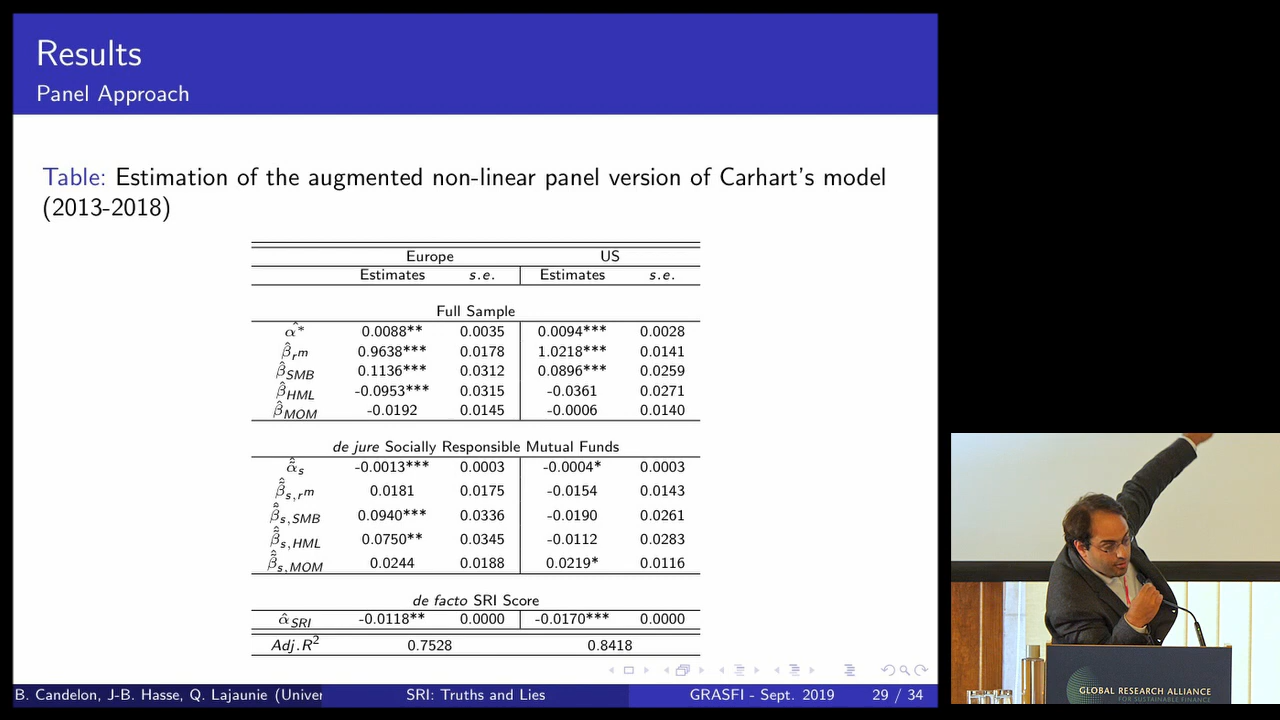 Results
Panel Approach
Table: Estimation of the augmented non-linear panel version of Carhart's model
(2013-2018)
Europe US
Estimates s.e. Estimates s.e.
Full Sample
α̂* 0.0088** 0.0035 0.0094*** 0.0028
β̂rm 0.9638*** 0.0178 1.0218*** 0.0141
β̂SMB 0.1136*** 0.0312 0.0896*** 0.0259
β̂HML -0.0953*** 0.0315 -0.0361 0.0271
β̂MOM -0.0192 0.0145 -0.0006 0.0140
de jure Socially Responsible Mutual Funds
α̃̂s -0.0013*** 0.0003 -0.0004* 0.0003
β̃̂s,rm 0.0181 0.0175 -0.0154 0.0143
β̃̂s,SMB 0.0940*** 0.0336 -0.0190 0.0261
β̃̂s,HML 0.0750** 0.0345 -0.0112 0.0283
β̃̂s,MOM 0.0244 0.0188 0.0219* 0.0116
de facto SRI Score
α̂SRI -0.0118** 0.0000 -0.0170*** 0.0000
Adj.R2 0.7528 0.8418
B. Candelon, J-B. Hasse, Q. Lajaunie (Univer SRI: Truths and Lies GRASFI - Sept. 2019 29 / 34
GLOBAL RESEARCH ALLIANCE
FOR SUSTAINABLE FINANCE